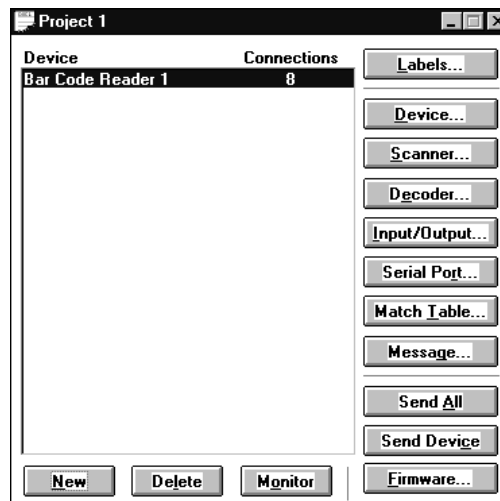 Project 1
Device Connections
Bar Code Reader 1 8
Labels...
Device...
Scanner...
Decoder...
Input/Output...
Serial Port...
Match Table...
Message...
Send All
Send Device
New Delete Monitor Firmware...